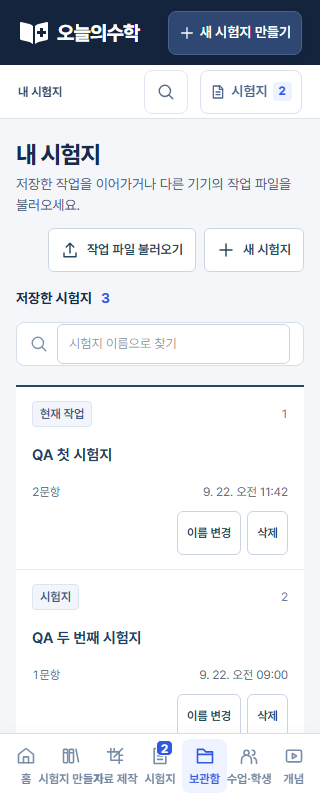 오늘의수학
새 시험지 만들기
내 시험지
시험지 2
내 시험지
저장한 작업을 이어가거나 다른 기기의 작업 파일을
불러오세요.
작업 파일 불러오기
새 시험지
저장한 시험지 3
시험지 이름으로 찾기
현재 작업 1
QA 첫 시험지
2문항 9. 22. 오전 11:42
이름 변경 삭제
시험지 2
QA 두 번째 시험지
1문항 9. 22. 오전 09:00
이름 변경 삭제
2
홈 시험지 만들 자료 제작 시험지 보관함 수업·학생 개념